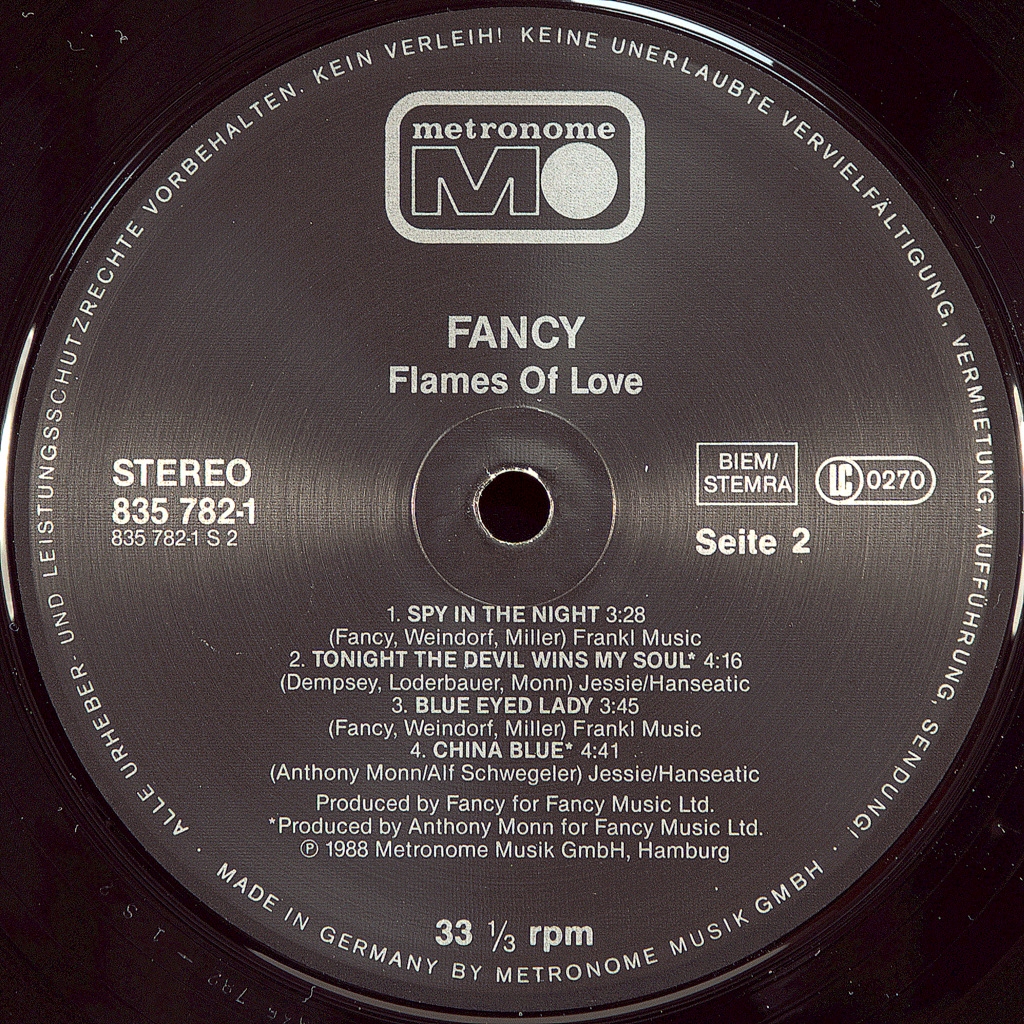 ALLE URHEBER- UND LEISTUNGSSCHUTZRECHTE VORBEHALTEN. KEIN VERLEIH! KEINE UNERLAUBTE VERVIELFÄLTIGUNG, VERMIETUNG, AUFFÜHRUNG, SENDUNG!
metronome
MO
FANCY
Flames Of Love
STEREO
835 782-1
835 782-1 S 2
BIEM/
STEMRA
LC 0270
Seite 2
1. SPY IN THE NIGHT 3:28
(Fancy, Weindorf, Miller) Frankl Music
2. TONIGHT THE DEVIL WINS MY SOUL* 4:16
(Dempsey, Loderbauer, Monn) Jessie/Hanseatic
3. BLUE EYED LADY 3:45
(Fancy, Weindorf, Miller) Frankl Music
4. CHINA BLUE* 4:41
(Anthony Monn/Alf Schwegeler) Jessie/Hanseatic
Produced by Fancy for Fancy Music Ltd.
*Produced by Anthony Monn for Fancy Music Ltd.
℗ 1988 Metronome Musik GmbH, Hamburg
33 ⅓ rpm
· MADE IN GERMANY BY METRONOME MUSIK GMBH ·